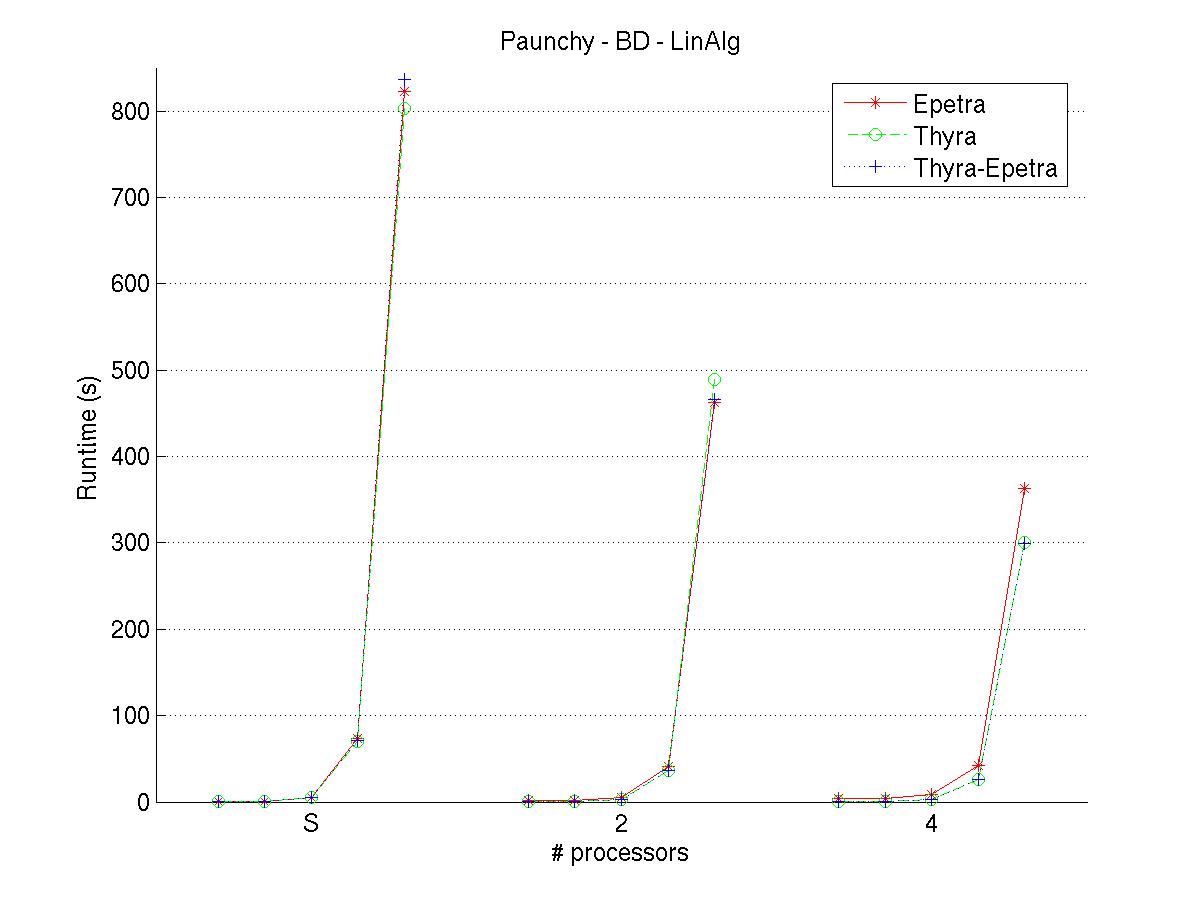 Paunchy - BD - LinAlg
Epetra
Thyra
Thyra-Epetra
800
700
600
500
400
300
200
100
0
Runtime (s)
S
2
4
# processors